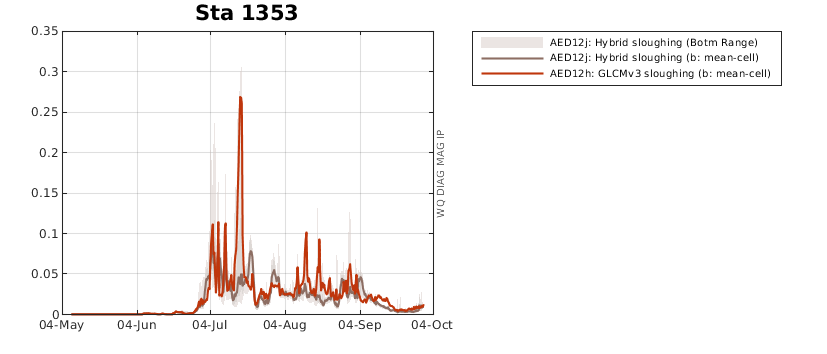 Sta 1353
0.35
0.3
0.25
0.2
0.15
0.1
0.05
0
04-May 04-Jun 04-Jul 04-Aug 04-Sep 04-Oct
WQ DIAG MAG IP
AED12j: Hybrid sloughing (Botm Range)
AED12j: Hybrid sloughing (b: mean-cell)
AED12h: GLCMv3 sloughing (b: mean-cell)